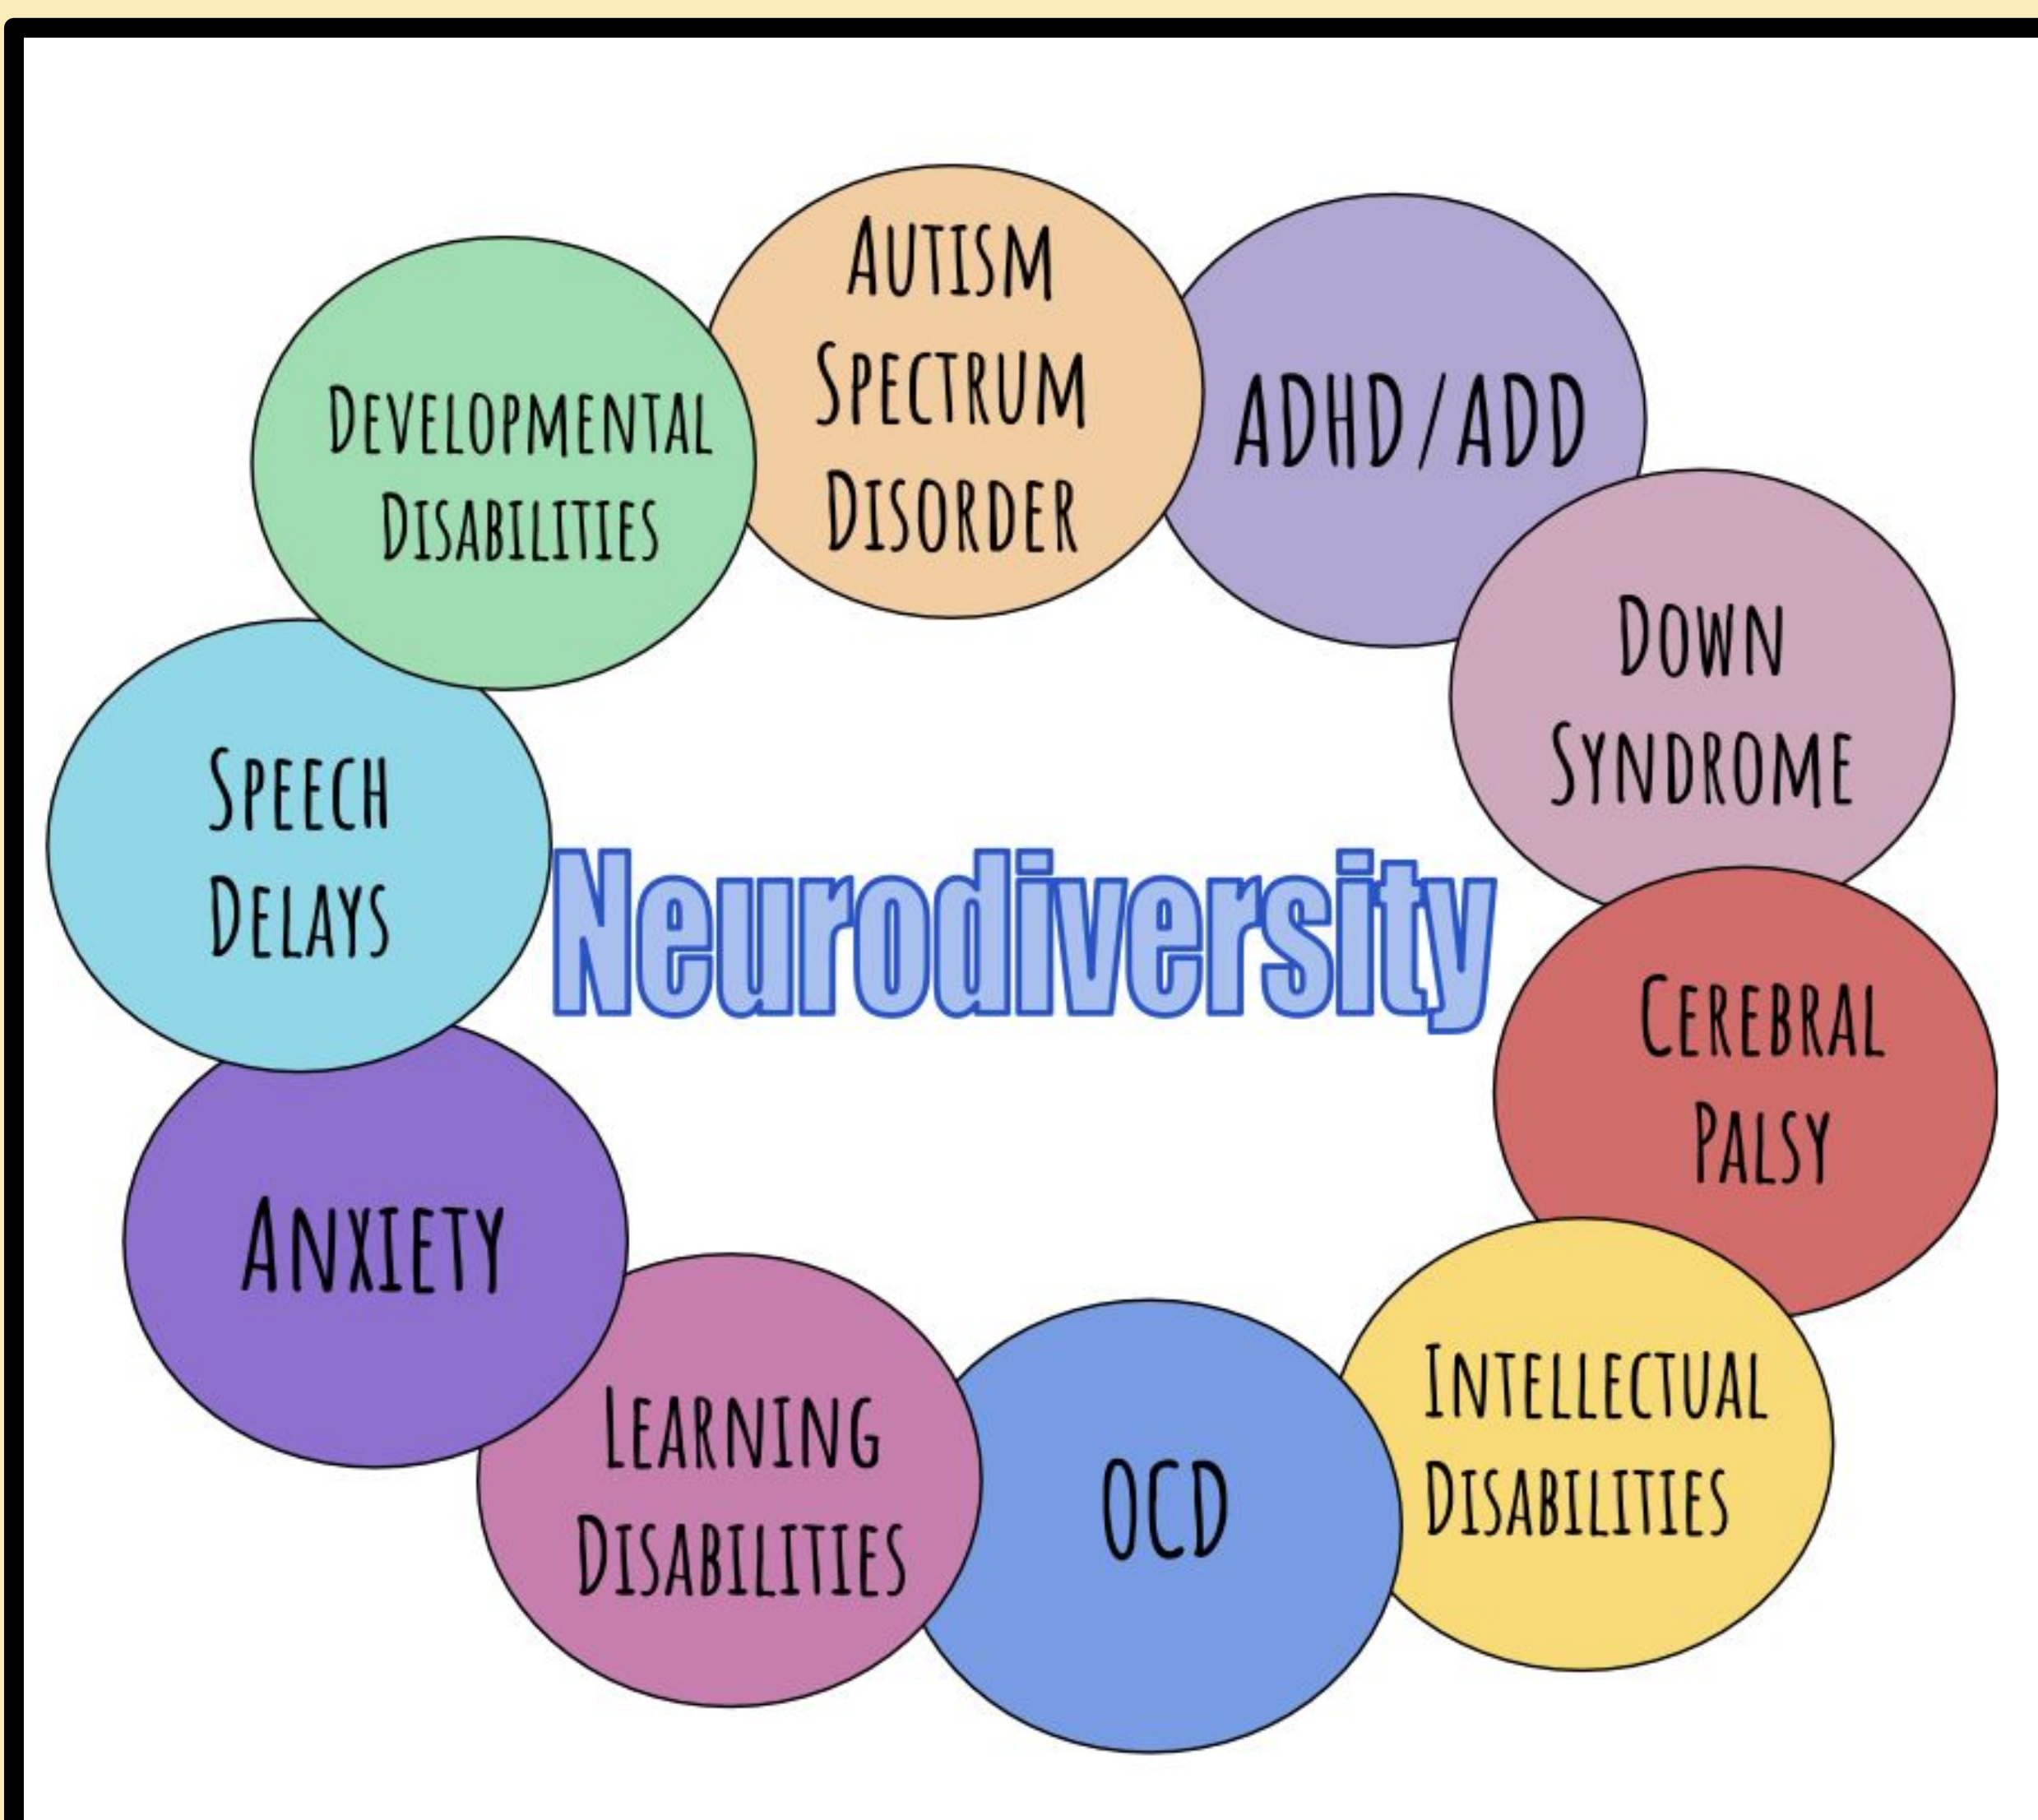 Autism
Spectrum
Disorder
ADHD/ADD
Developmental
Disabilities
Down
Syndrome
Speech
Delays
Neurodiversity
Cerebral
Palsy
Anxiety
Intellectual
Disabilities
Learning
Disabilities
OCD